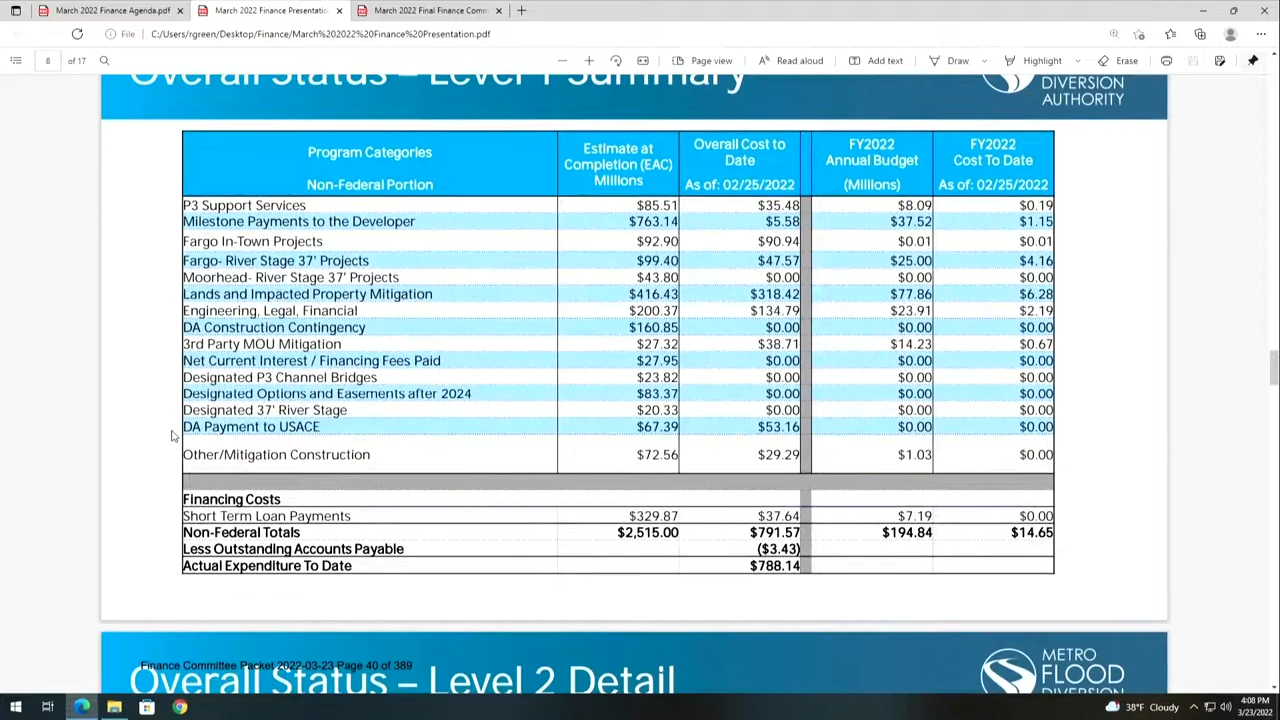 March 2022 Finance Agenda.pdf
March 2022 Finance Presentatio
March 2022 Final Finance Comm
File C:/Users/rgreen/Desktop/Finance/March%202022%20Finance%20Presentation.pdf
8 of 17
Page view
Read aloud
Add text
Draw
Highlight
Erase
Overall Status – Level 1 Summary
DIVERSION
AUTHORITY
Program Categories
Non-Federal Portion
Estimate at
Completion (EAC)
Millions
Overall Cost to
Date
As of: 02/25/2022
FY2022
Annual Budget
(Millions)
FY2022
Cost To Date
As of: 02/25/2022
P3 Support Services $85.51 $35.48 $8.09 $0.19
Milestone Payments to the Developer $763.14 $5.58 $37.52 $1.15
Fargo In-Town Projects $92.90 $90.94 $0.01 $0.01
Fargo- River Stage 37' Projects $99.40 $47.57 $25.00 $4.16
Moorhead- River Stage 37' Projects $43.80 $0.00 $0.00 $0.00
Lands and Impacted Property Mitigation $416.43 $318.42 $77.86 $6.28
Engineering, Legal, Financial $200.37 $134.79 $23.91 $2.19
DA Construction Contingency $160.85 $0.00 $0.00 $0.00
3rd Party MOU Mitigation $27.32 $38.71 $14.23 $0.67
Net Current Interest / Financing Fees Paid $27.95 $0.00 $0.00 $0.00
Designated P3 Channel Bridges $23.82 $0.00 $0.00 $0.00
Designated Options and Easements after 2024 $83.37 $0.00 $0.00 $0.00
Designated 37' River Stage $20.33 $0.00 $0.00 $0.00
DA Payment to USACE $67.39 $53.16 $0.00 $0.00
Other/Mitigation Construction $72.56 $29.29 $1.03 $0.00
Financing Costs
Short Term Loan Payments $329.87 $37.64 $7.19 $0.00
Non-Federal Totals $2,515.00 $791.57 $194.84 $14.65
Less Outstanding Accounts Payable ($3.43)
Actual Expenditure To Date $788.14
Finance Committee Packet 2022-03-23 Page 40 of 389
Overall Status – Level 2 Detail
METRO
FLOOD
DIVERSION
38°F Cloudy
4:08 PM
3/23/2022